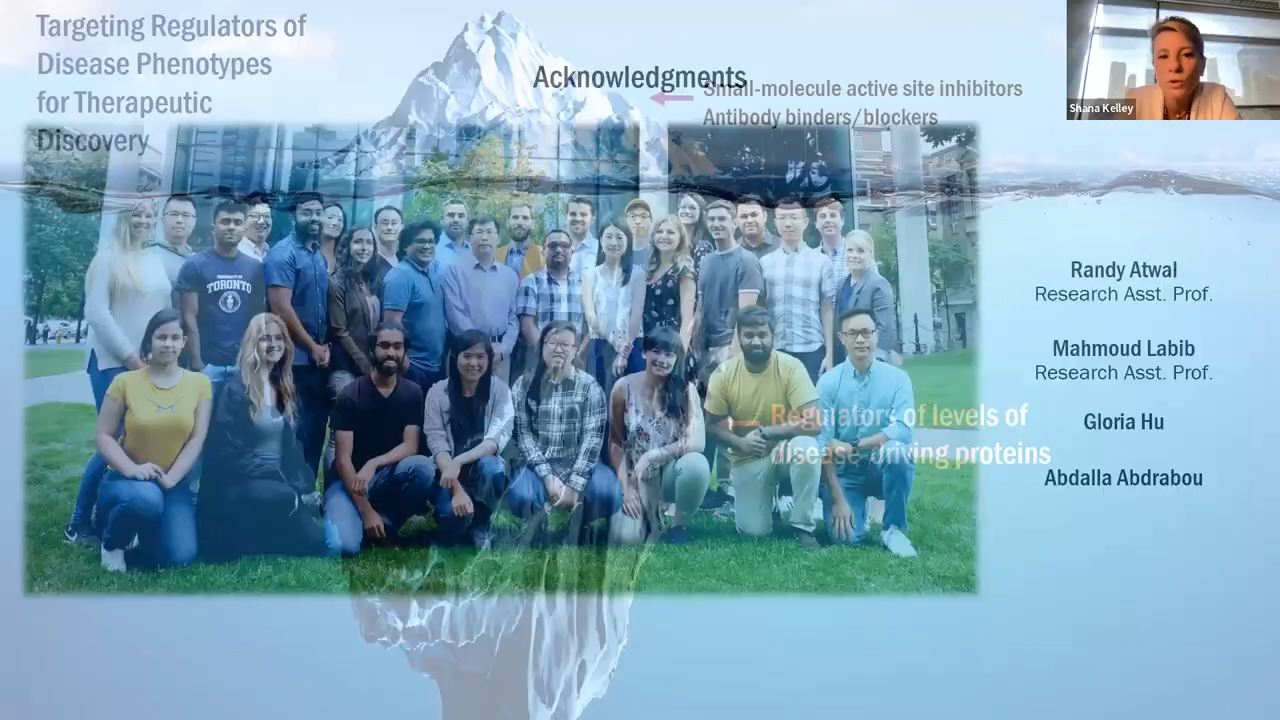 Targeting Regulators of
Disease Phenotypes
for Therapeutic
Discovery
Acknowledgments
Small-molecule active site inhibitors
Antibody binders/blockers
Shana Kelley
TORONTO
Randy Atwal
Research Asst. Prof.
Mahmoud Labib
Research Asst. Prof.
Gloria Hu
Abdalla Abdrabou
Regulators of levels of
disease-driving proteins